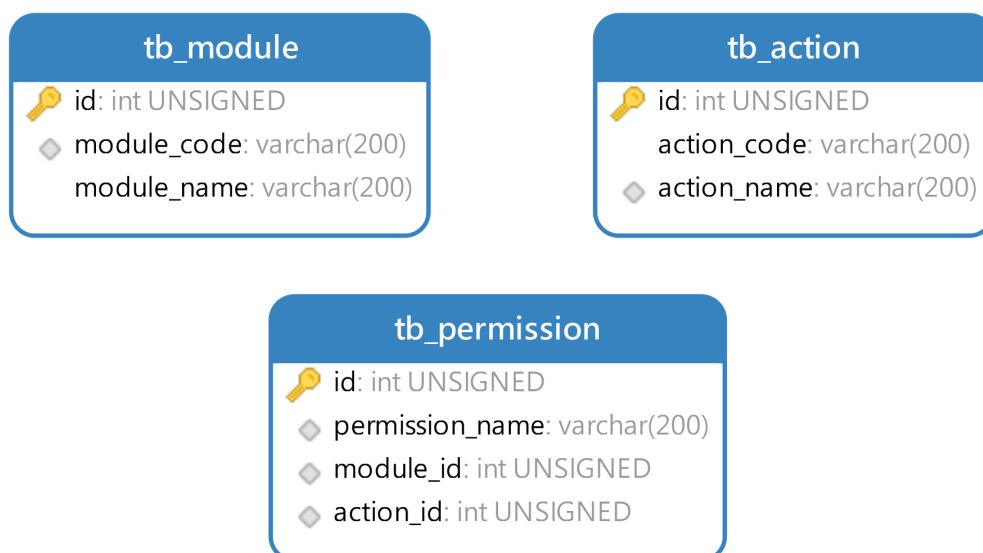 tb_module
id: int UNSIGNED
module_code: varchar(200)
module_name: varchar(200)
tb_action
id: int UNSIGNED
action_code: varchar(200)
action_name: varchar(200)
tb_permission
id: int UNSIGNED
permission_name: varchar(200)
module_id: int UNSIGNED
action_id: int UNSIGNED